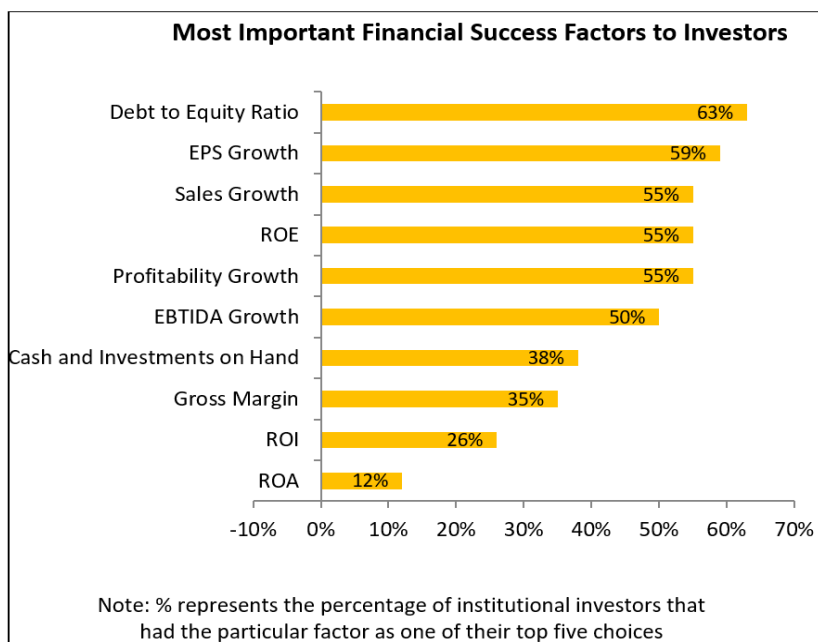 Most Important Financial Success Factors to Investors
Debt to Equity Ratio 63%
EPS Growth 59%
Sales Growth 55%
ROE 55%
Profitability Growth 55%
EBTIDA Growth 50%
Cash and Investments on Hand 38%
Gross Margin 35%
ROI 26%
ROA 12%
-10% 0% 10% 20% 30% 40% 50% 60% 70%
Note: % represents the percentage of institutional investors that
had the particular factor as one of their top five choices